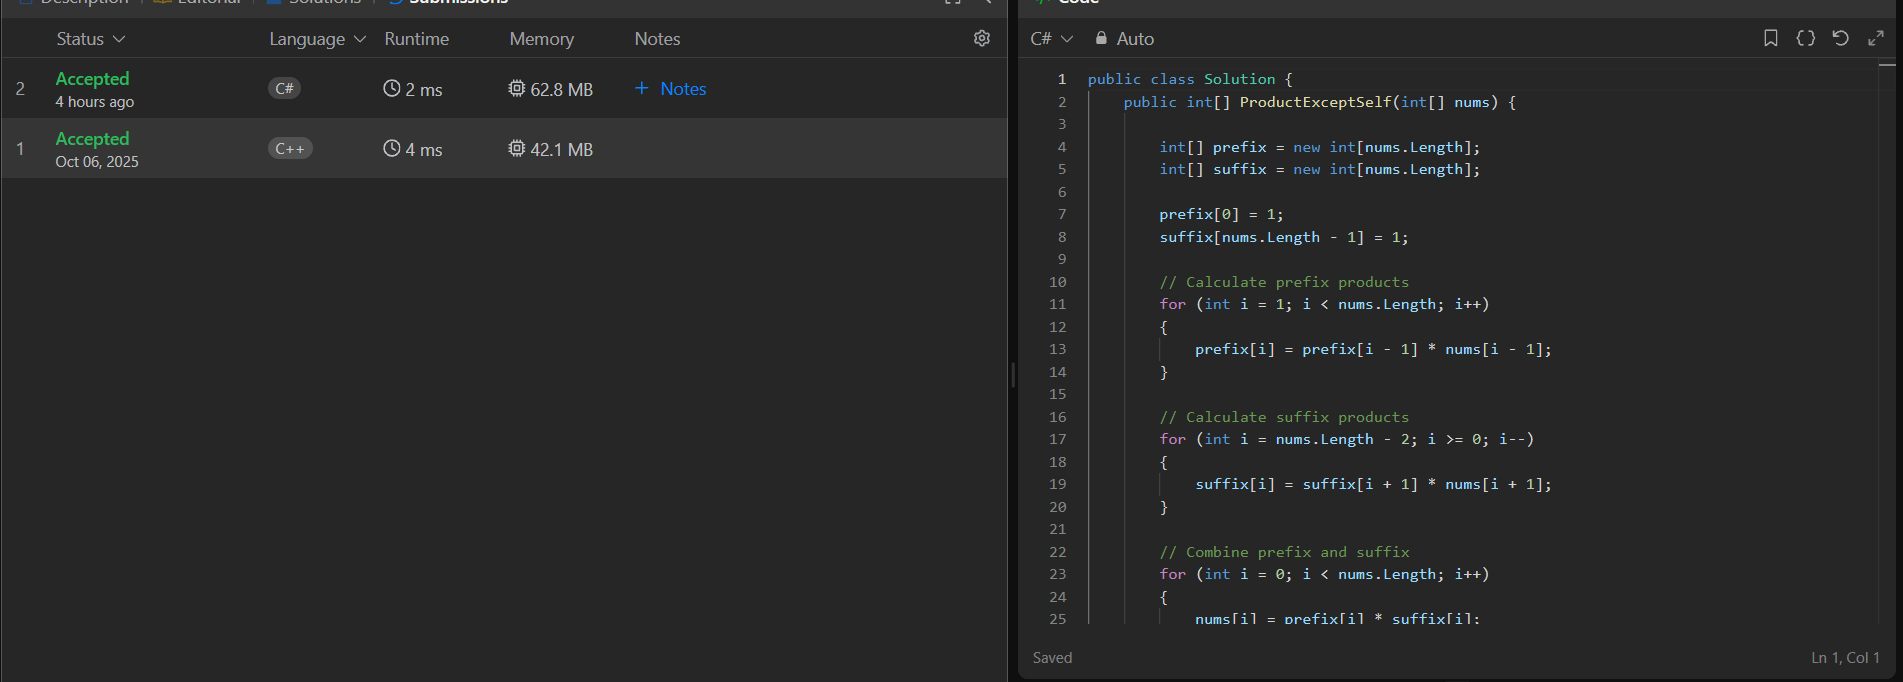 Description Editorial Solutions Submissions
Status Language Runtime Memory Notes
2 Accepted C# 2 ms 62.8 MB + Notes
4 hours ago
1 Accepted C++ 4 ms 42.1 MB
Oct 06, 2025
</> Code
C# Auto
1 public class Solution {
2 public int[] ProductExceptSelf(int[] nums) {
3
4 int[] prefix = new int[nums.Length];
5 int[] suffix = new int[nums.Length];
6
7 prefix[0] = 1;
8 suffix[nums.Length - 1] = 1;
9
10 // Calculate prefix products
11 for (int i = 1; i < nums.Length; i++)
12 {
13 prefix[i] = prefix[i - 1] * nums[i - 1];
14 }
15
16 // Calculate suffix products
17 for (int i = nums.Length - 2; i >= 0; i--)
18 {
19 suffix[i] = suffix[i + 1] * nums[i + 1];
20 }
21
22 // Combine prefix and suffix
23 for (int i = 0; i < nums.Length; i++)
24 {
25 nums[i] = prefix[i] * suffix[i];
Saved Ln 1, Col 1